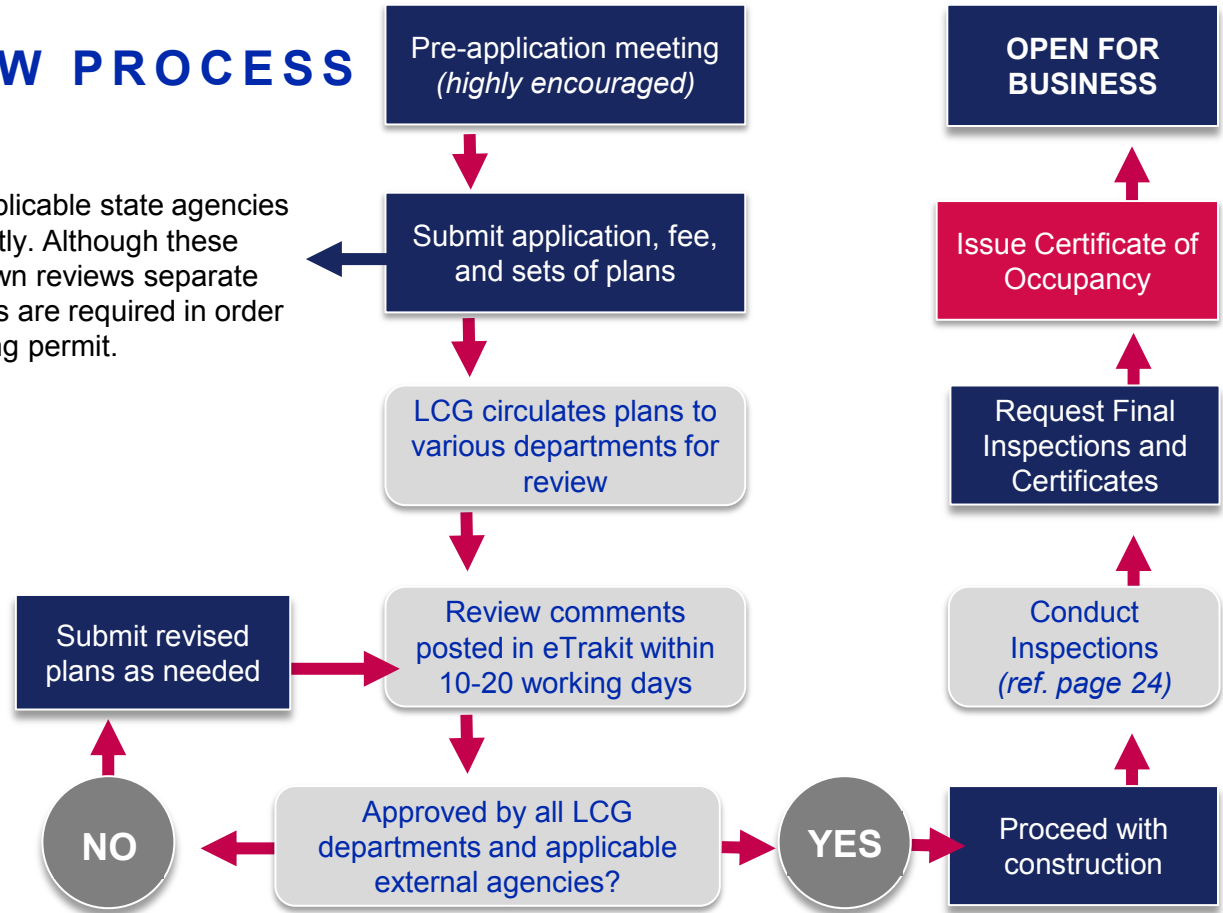 W PROCESS
plicable state agencies
tly. Although these
wn reviews separate
s are required in order
ng permit.
Pre-application meeting
(highly encouraged)
Submit application, fee,
and sets of plans
LCG circulates plans to
various departments for
review
Review comments
posted in eTrakit within
10-20 working days
Submit revised
plans as needed
NO
Approved by all LCG
departments and applicable
external agencies?
YES
Proceed with
construction
Conduct
Inspections
(ref. page 24)
Request Final
Inspections and
Certificates
Issue Certificate of
Occupancy
OPEN FOR
BUSINESS